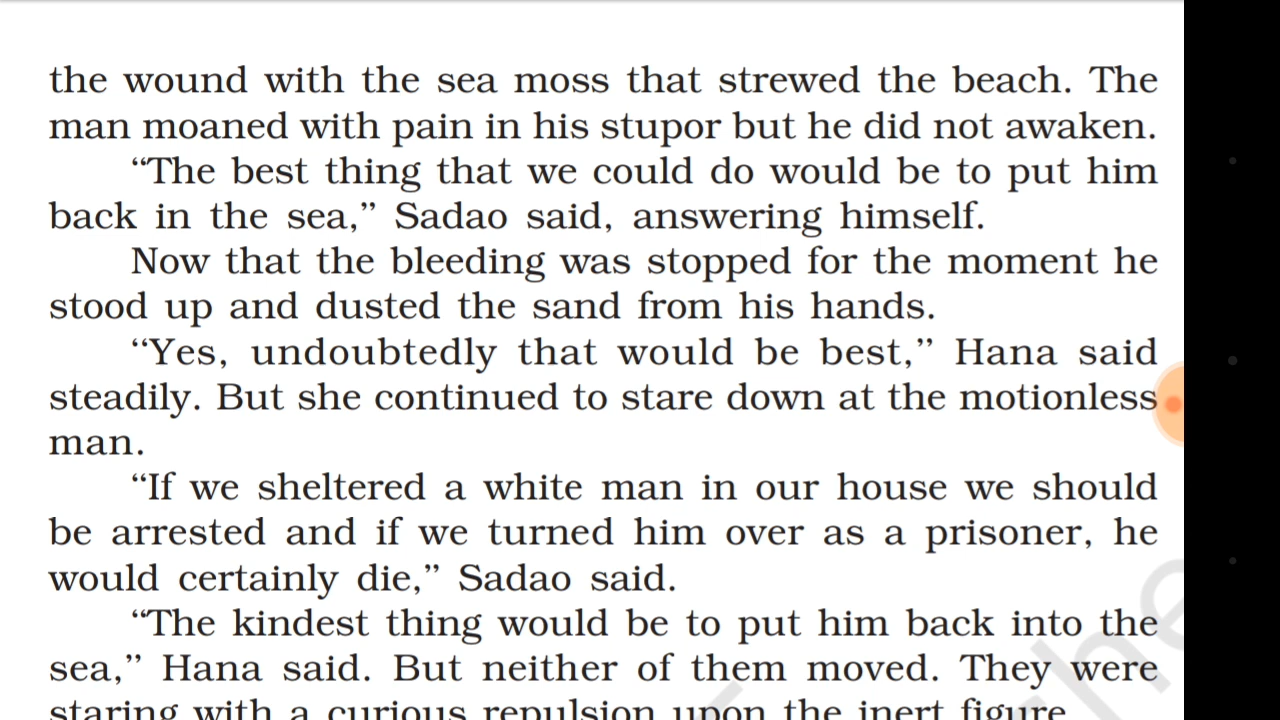 the wound with the sea moss that strewed the beach. The
man moaned with pain in his stupor but he did not awaken.
“The best thing that we could do would be to put him
back in the sea,” Sadao said, answering himself.
Now that the bleeding was stopped for the moment he
stood up and dusted the sand from his hands.
“Yes, undoubtedly that would be best,” Hana said
steadily. But she continued to stare down at the motionless
man.
“If we sheltered a white man in our house we should
be arrested and if we turned him over as a prisoner, he
would certainly die,” Sadao said.
“The kindest thing would be to put him back into the
sea,” Hana said. But neither of them moved. They were
staring with a curious repulsion upon the inert figure.